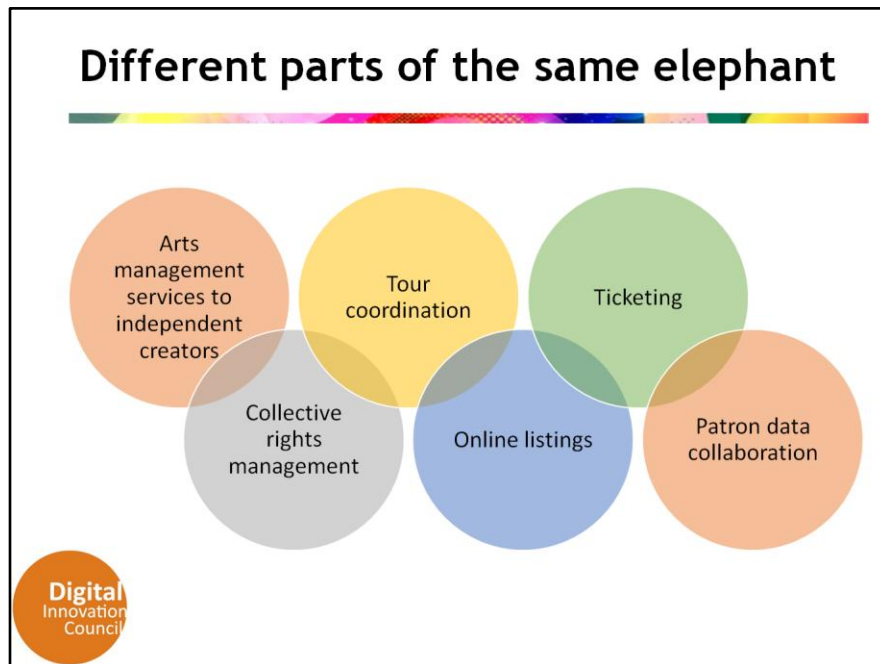 Different parts of the same elephant
Arts
management
services to
independent
creators
Tour
coordination
Ticketing
Collective
rights
management
Online listings
Patron data
collaboration
Digital
Innovation
Council